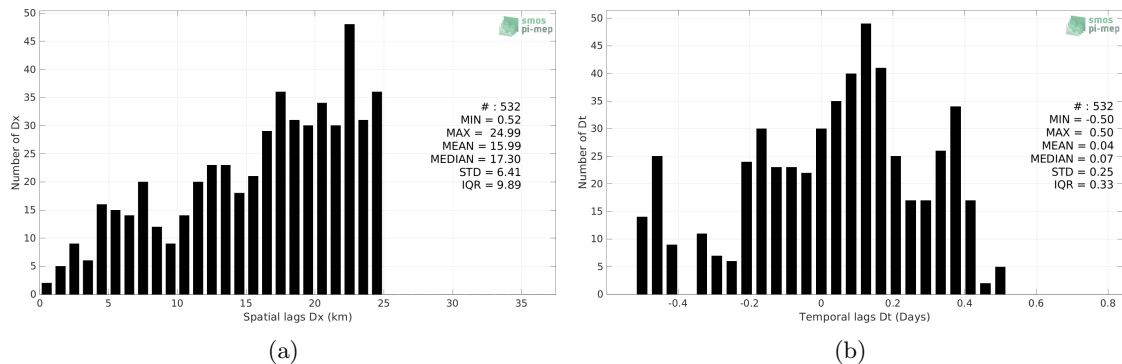 50
45
40
35
30
25
20
15
10
5
0
Number of Dx
smos
pi-mep
# : 532
MIN = 0.52
MAX = 24.99
MEAN = 15.99
MEDIAN = 17.30
STD = 6.41
IQR = 9.89
0 5 10 15 20 25 30 35
Spatial lags Dx (km)
(a)
50
45
40
35
30
25
20
15
10
5
0
Number of Dt
smos
pi-mep
# : 532
MIN = -0.50
MAX = 0.50
MEAN = 0.04
MEDIAN = 0.07
STD = 0.25
IQR = 0.33
-0.4 -0.2 0 0.2 0.4 0.6 0.8
Temporal lags Dt (Days)
(b)